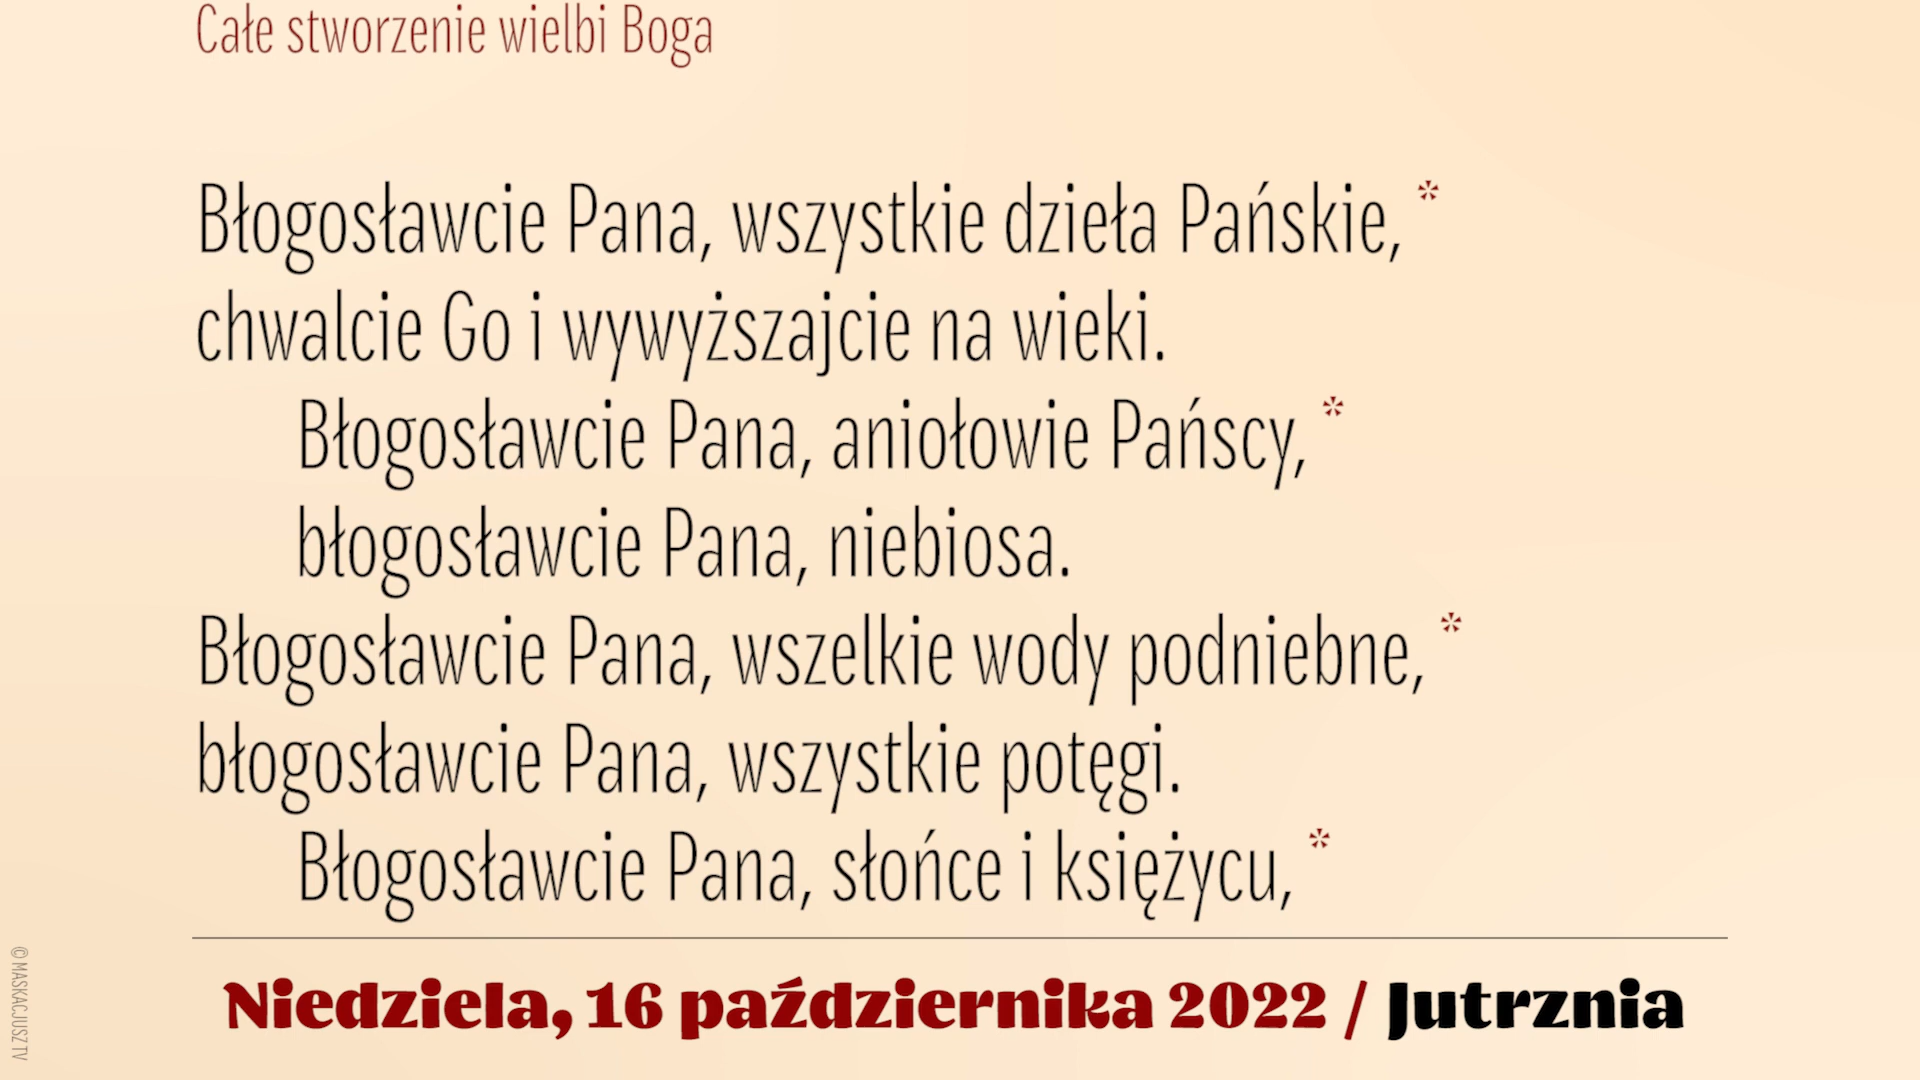 Całe stworzenie wielbi Boga
Błogosławcie Pana, wszystkie dzieła Pańskie, *
chwalcie Go i wywyższajcie na wieki.
Błogosławcie Pana, aniołowie Pańscy, *
błogosławcie Pana, niebiosa.
Błogosławcie Pana, wszelkie wody podniebne, *
błogosławcie Pana, wszystkie potęgi.
Błogosławcie Pana, słońce i księżycu, *
Niedziela, 16 października 2022 / Jutrznia
© MASKACJUSZ TV